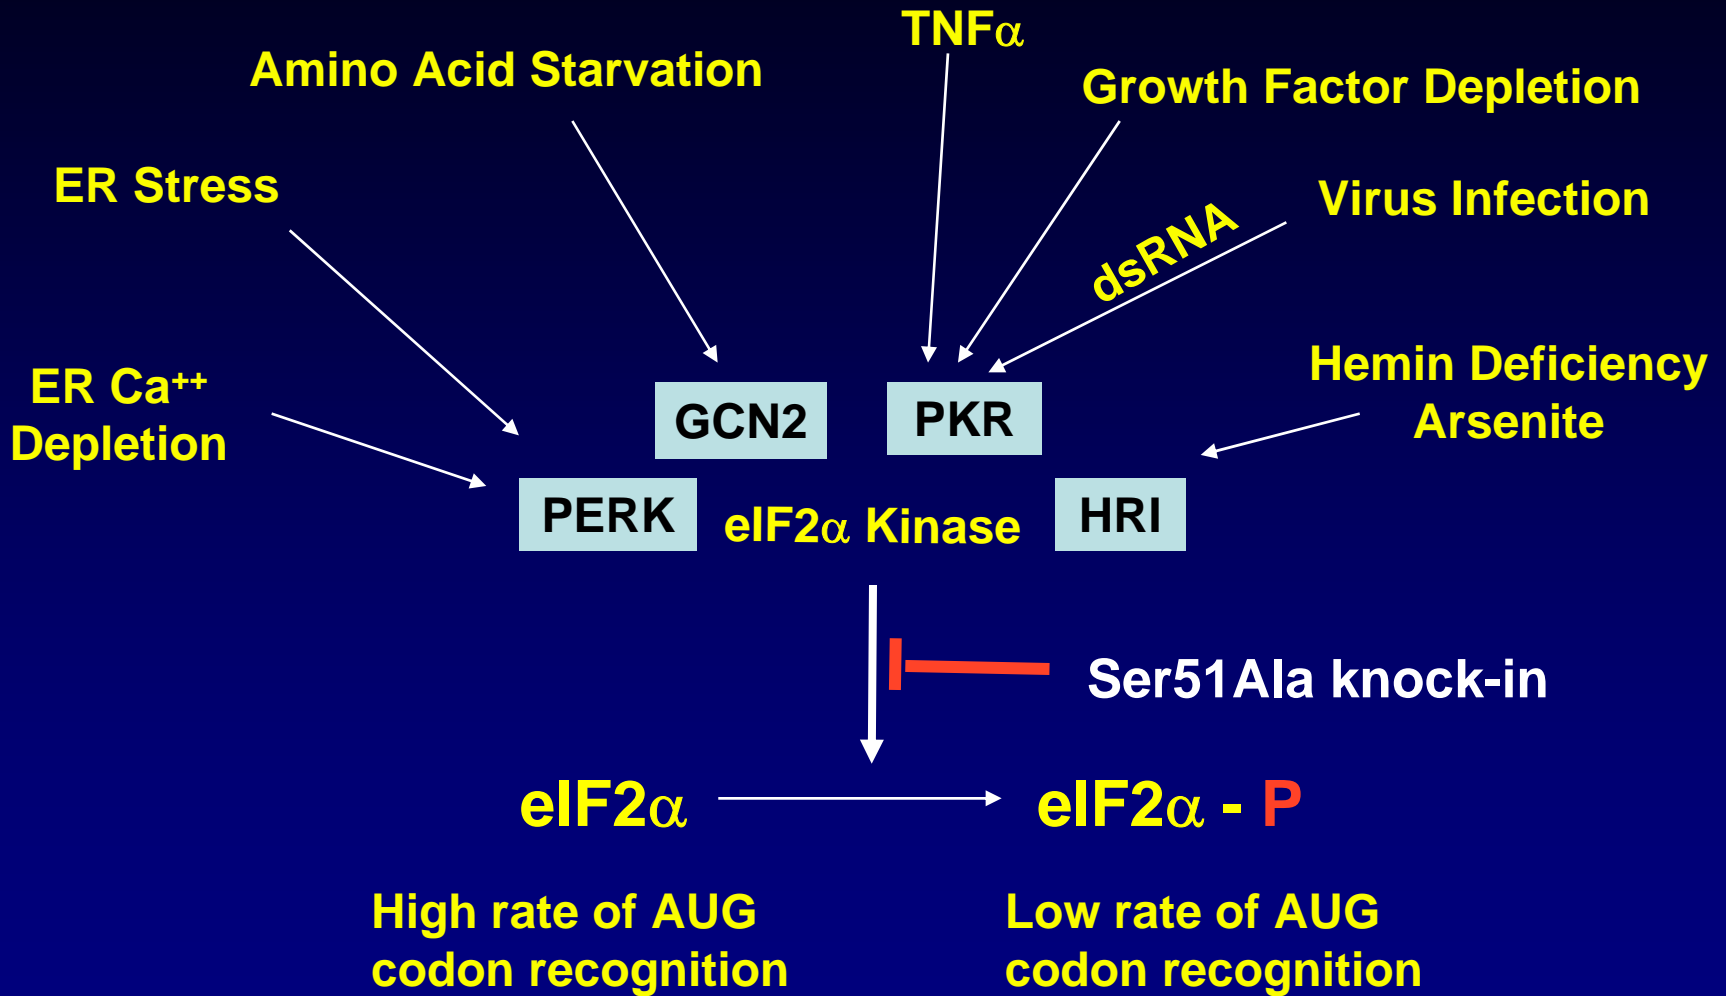 TNFα
Amino Acid Starvation
Growth Factor Depletion
ER Stress
Virus Infection
dsRNA
ER Ca⁺⁺
Depletion
Hemin Deficiency
Arsenite
GCN2
PKR
PERK
eIF2α Kinase
HRI
Ser51Ala knock-in
eIF2α
eIF2α - P
High rate of AUG
codon recognition
Low rate of AUG
codon recognition